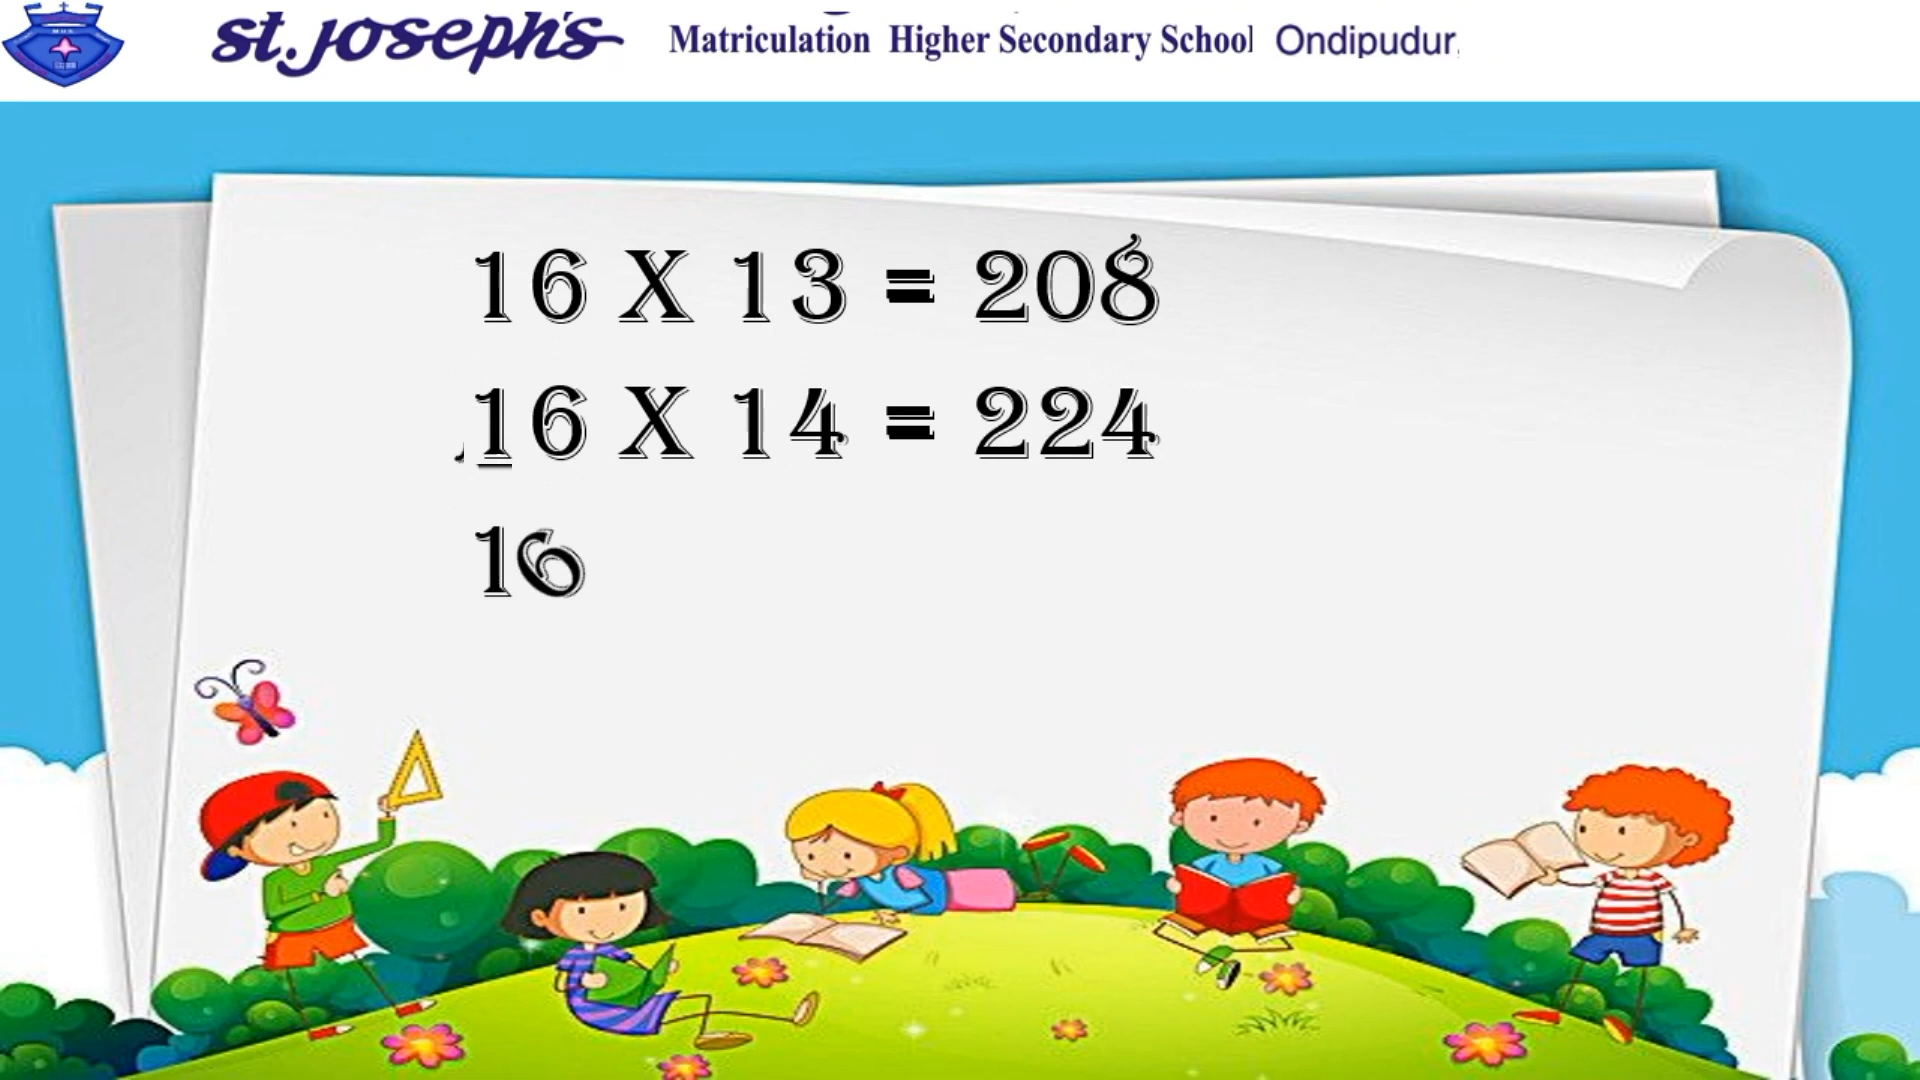 st.joseph's Matriculation Higher Secondary School Ondipudur
16 X 13 = 208
16 X 14 = 224
16